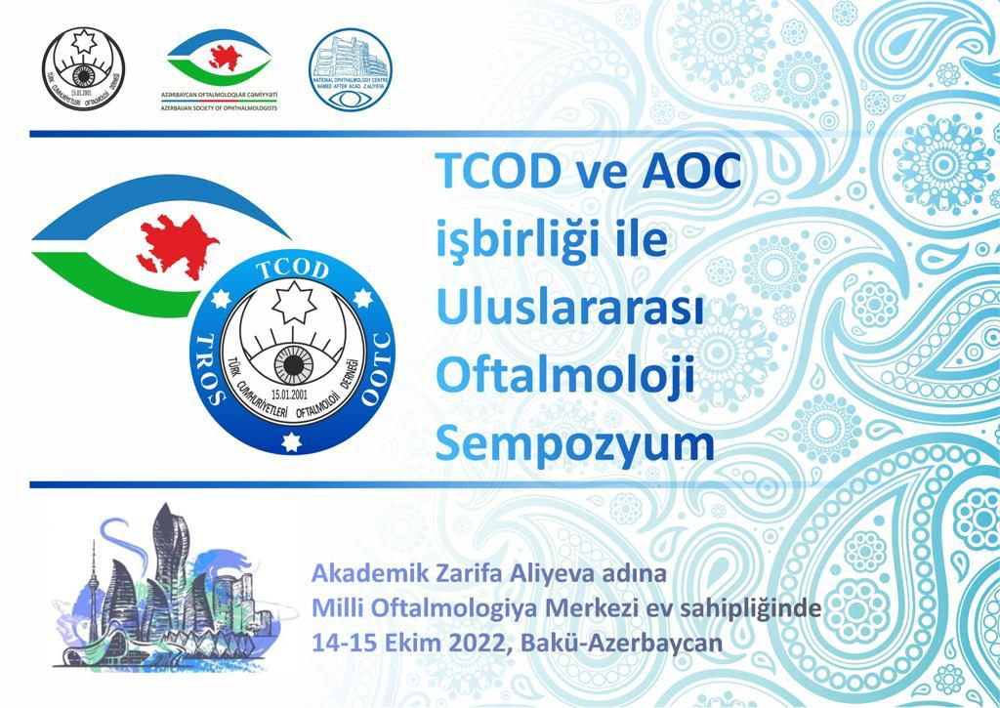 TÜRK CUMHURİYETLERİ OFTALMOLOJİ DERNEĞİ
15.01.2001
AZƏRBAYCAN OFTALMOLOQLAR CƏMİYYƏTİ
AZERBAIJAN SOCIETY OF OPHTHALMOLOGISTS
NATIONAL OPHTHALMOLOGY CENTRE
NAMED AFTER ACAD. Z.ALIYEVA
TCOD ve AOC
işbirliği ile
Uluslararası
Oftalmoloji
Sempozyum
TCOD
TROS
OOTC
TÜRK CUMHURİYETLERİ OFTALMOLOJİ DERNEĞİ
15.01.2001
Akademik Zarifa Aliyeva adına
Milli Oftalmologiya Merkezi ev sahipliğinde
14-15 Ekim 2022, Bakü-Azerbaycan